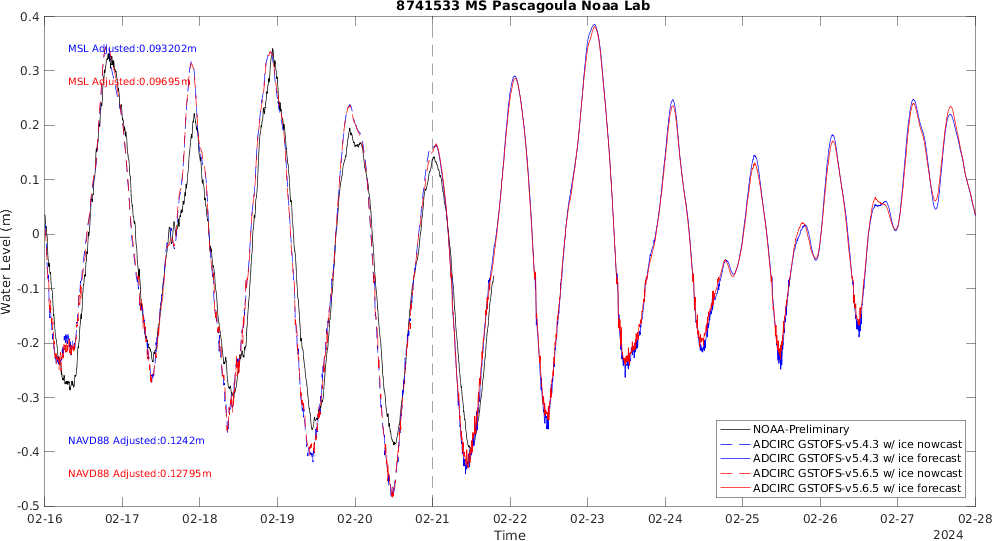 8741533 MS Pascagoula Noaa Lab
0.4
0.3
0.2
0.1
0
-0.1
-0.2
-0.3
-0.4
-0.5
Water Level (m)
MSL Adjusted:0.093202m
MSL Adjusted:0.09695m
NAVD88 Adjusted:0.1242m
NAVD88 Adjusted:0.12795m
NOAA-Preliminary
ADCIRC GSTOFS-v5.4.3 w/ ice nowcast
ADCIRC GSTOFS-v5.4.3 w/ ice forecast
ADCIRC GSTOFS-v5.6.5 w/ ice nowcast
ADCIRC GSTOFS-v5.6.5 w/ ice forecast
02-16 02-17 02-18 02-19 02-20 02-21 02-22 02-23 02-24 02-25 02-26 02-27 02-28
Time
2024